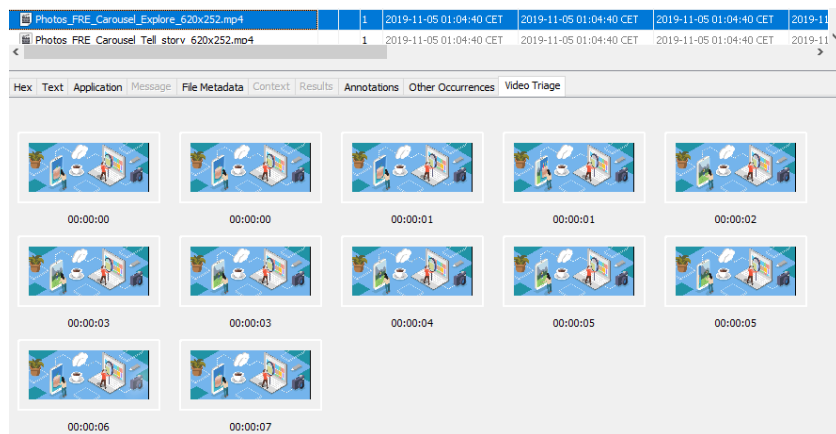 Photos_FRE_Carousel_Explore_620x252.mp4 1 2019-11-05 01:04:40 CET 2019-11-05 01:04:40 CET 2019-11-05 01:04:40 CET 2019-11
Photos_FRE_Carousel_Tell_story_620x252.mp4 1 2019-11-05 01:04:40 CET 2019-11-05 01:04:40 CET 2019-11-05 01:04:40 CET 2019-11
Hex Text Application Message File Metadata Context Results Annotations Other Occurrences Video Triage
00:00:00 00:00:00 00:00:01 00:00:01 00:00:02
00:00:03 00:00:03 00:00:04 00:00:05 00:00:05
00:00:06 00:00:07